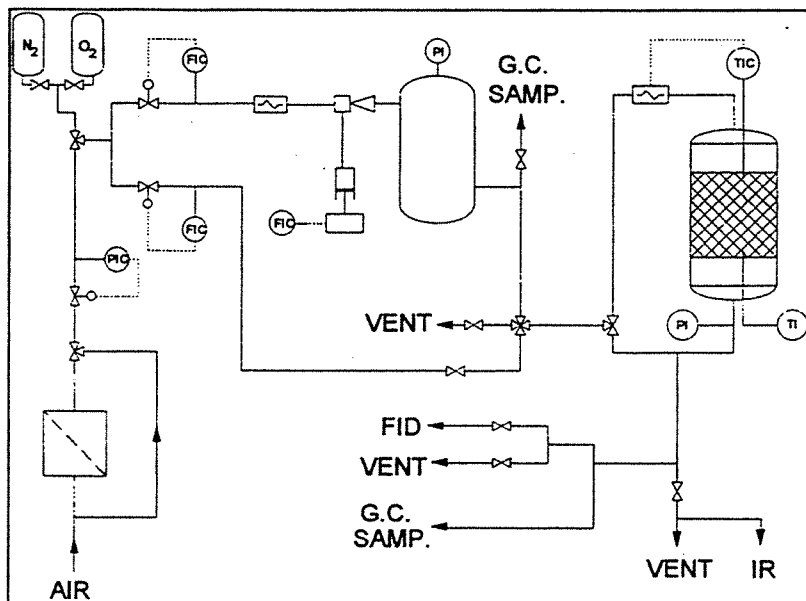 N2
O2
FIC
PI
G.C.
SAMP.
TIC
FIC
FIC
PIC
VENT
PI
TI
FID
VENT
G.C.
SAMP.
AIR
VENT
IR